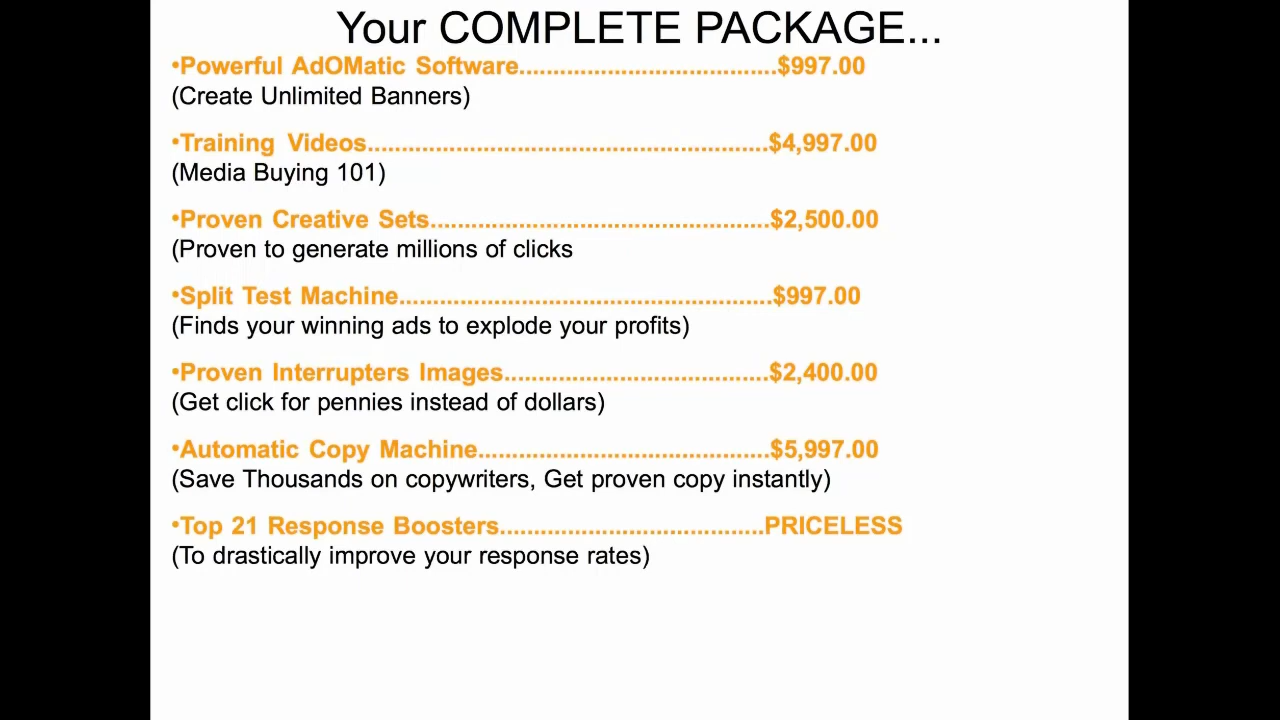 Your COMPLETE PACKAGE...
•Powerful AdOMatic Software......................................$997.00
(Create Unlimited Banners)
•Training Videos...........................................................$4,997.00
(Media Buying 101)
•Proven Creative Sets..................................................$2,500.00
(Proven to generate millions of clicks
•Split Test Machine.......................................................$997.00
(Finds your winning ads to explode your profits)
•Proven Interrupters Images.......................................$2,400.00
(Get click for pennies instead of dollars)
•Automatic Copy Machine...........................................$5,997.00
(Save Thousands on copywriters, Get proven copy instantly)
•Top 21 Response Boosters.......................................PRICELESS
(To drastically improve your response rates)